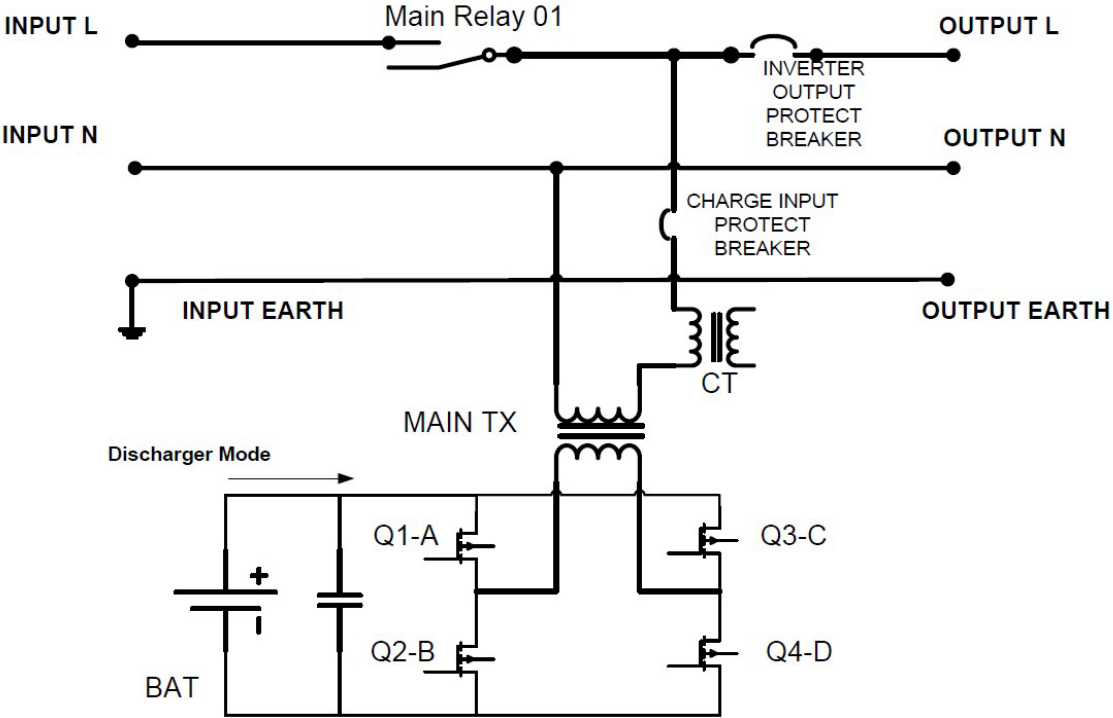 Main Relay 01
INPUT L
OUTPUT L
INVERTER
OUTPUT
PROTECT
BREAKER
INPUT N
OUTPUT N
CHARGE INPUT
PROTECT
BREAKER
INPUT EARTH
OUTPUT EARTH
CT
MAIN TX
Discharger Mode
Q1-A
Q3-C
+
Q2-B
Q4-D
BAT